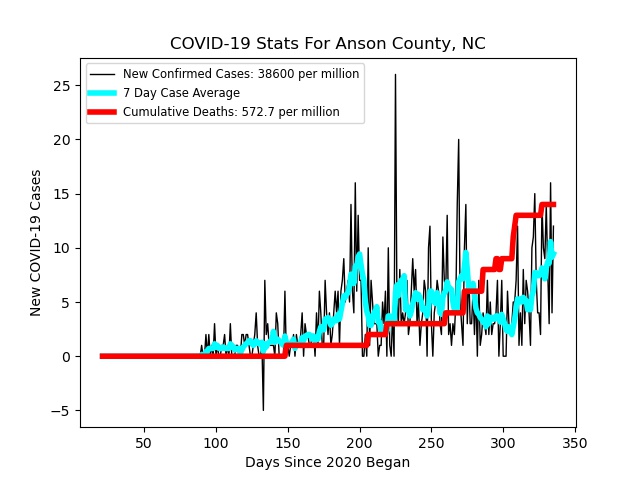 COVID-19 Stats For Anson County, NC
New Confirmed Cases: 38600 per million
7 Day Case Average
Cumulative Deaths: 572.7 per million
25
20
15
10
5
0
−5
New COVID-19 Cases
50
100
150
200
250
300
350
Days Since 2020 Began